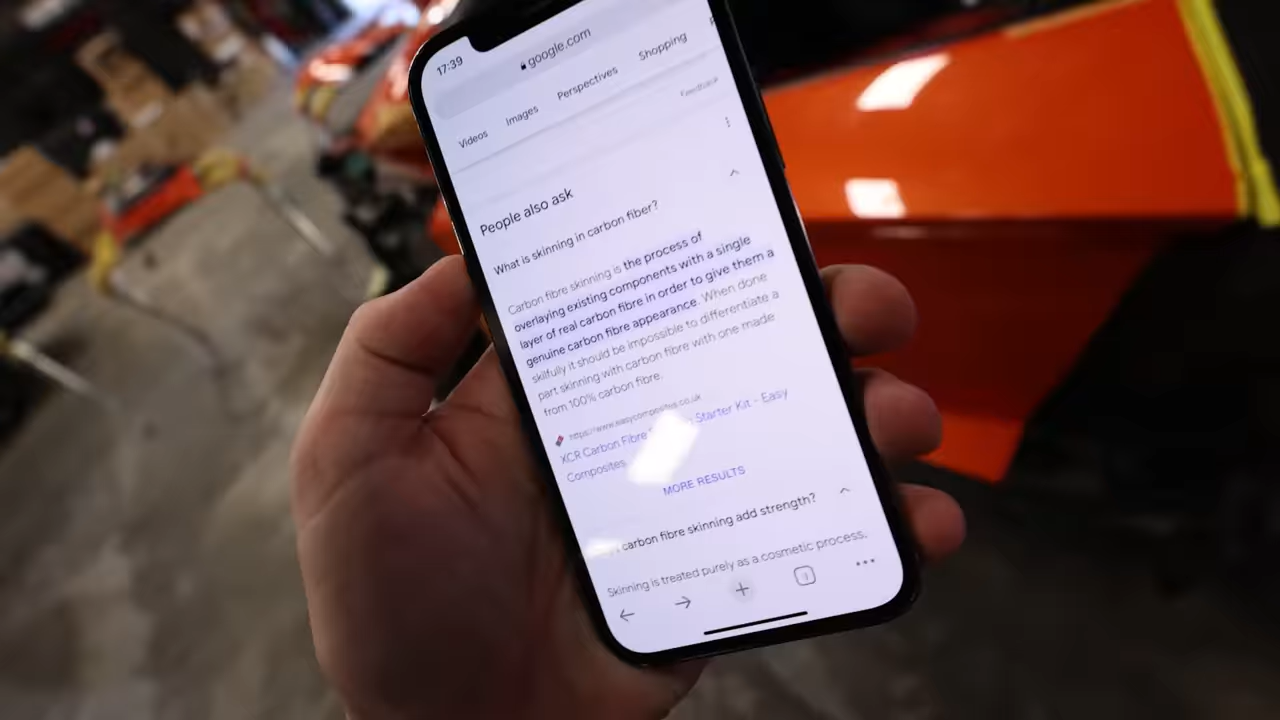 17:39
google.com
Videos Images Perspectives Shopping
Feedback
People also ask
What is skinning in carbon fiber?
Carbon fibre skinning is the process of
overlaying existing components with a single
layer of real carbon fibre in order to give them a
genuine carbon fibre appearance. When done
skilfully it should be impossible to differentiate a
part skinning with carbon fibre with one made
from 100% carbon fibre.
https://www.easycomposites.co.uk
XCR Carbon Fibre Starter Kit - Easy
Composites
MORE RESULTS
carbon fibre skinning add strength?
Skinning is treated purely as a cosmetic process,